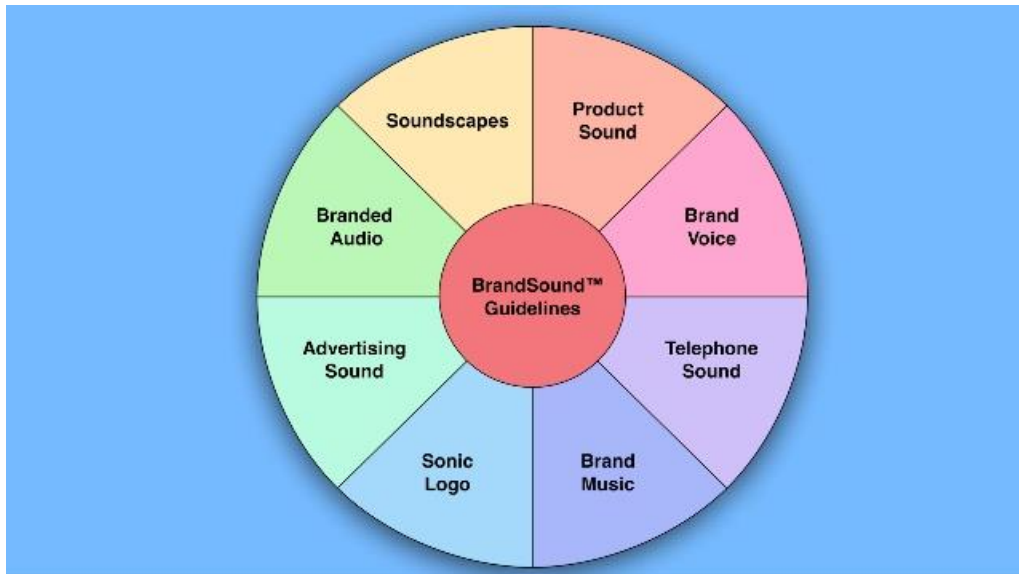 Soundscapes
Product
Sound
Branded
Audio
Brand
Voice
BrandSound™
Guidelines
Advertising
Sound
Telephone
Sound
Sonic
Logo
Brand
Music